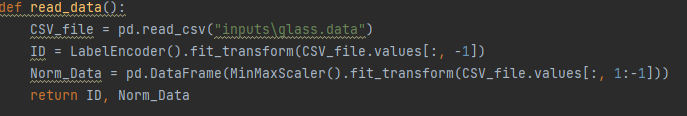 def read_data():
    CSV_file = pd.read_csv("inputs\glass.data")
    ID = LabelEncoder().fit_transform(CSV_file.values[:, -1])
    Norm_Data = pd.DataFrame(MinMaxScaler().fit_transform(CSV_file.values[:, 1:-1]))
    return ID, Norm_Data